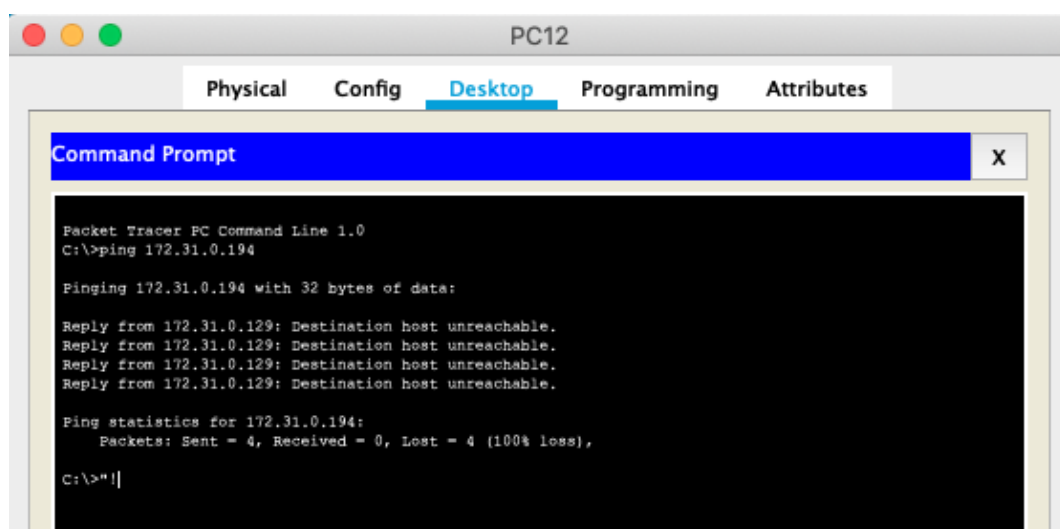 PC12
Physical Config Desktop Programming Attributes
Command Prompt
X
Packet Tracer PC Command Line 1.0
C:\>ping 172.31.0.194
Pinging 172.31.0.194 with 32 bytes of data:
Reply from 172.31.0.129: Destination host unreachable.
Reply from 172.31.0.129: Destination host unreachable.
Reply from 172.31.0.129: Destination host unreachable.
Reply from 172.31.0.129: Destination host unreachable.
Ping statistics for 172.31.0.194:
Packets: Sent = 4, Received = 0, Lost = 4 (100% loss),
C:\>"!